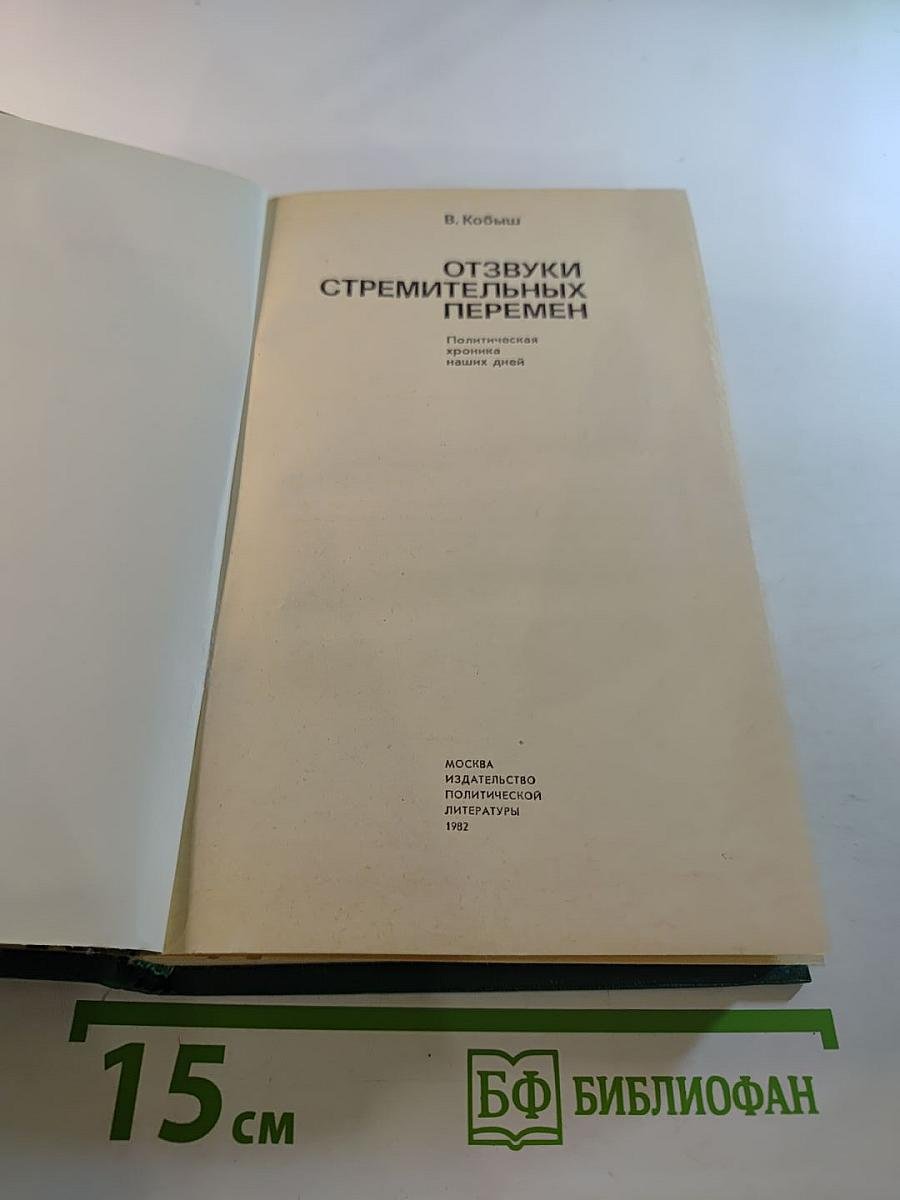 В. Кобыш
ОТЗВУКИ
СТРЕМИТЕЛЬНЫХ
ПЕРЕМЕН
Политическая
хроника
наших дней
МОСКВА
ИЗДАТЕЛЬСТВО
ПОЛИТИЧЕСКОЙ
ЛИТЕРАТУРЫ
1982
15 см
БФ БИБЛИОФАН